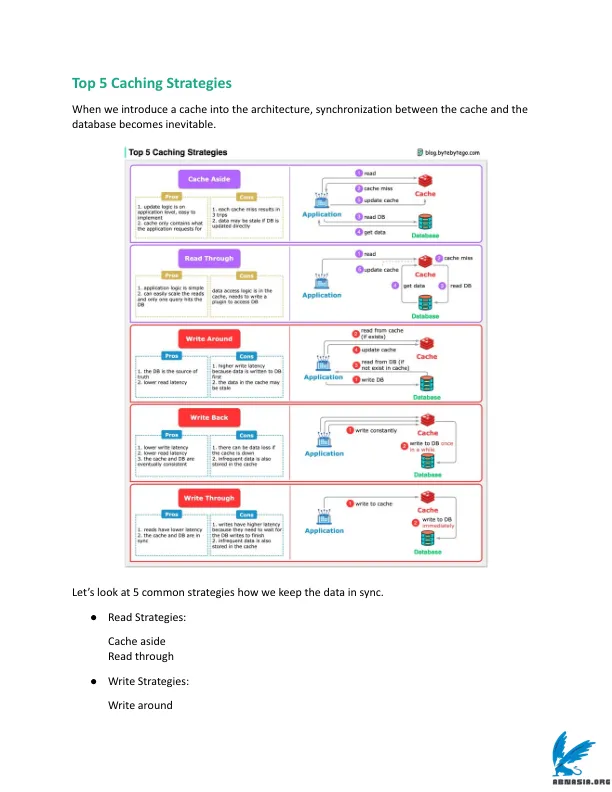 Top 5 Caching Strategies
When we introduce a cache into the architecture, synchronization between the cache and the
database becomes inevitable.
Top 5 Caching Strategies
blog.bytebytego.com
Cache Aside
Pros
1. update logic is on
application level, easy to
implement
2. cache only contains what
the application requests for
Cons
1. each cache miss results in
3 trips
2. data may be stale if DB is
updated directly
1 read
2 cache miss
5 update cache
3 read DB
4 get data
Application
Cache
Database
Read Through
Pros
1. application logic is simple
2. can easily scale the reads
and only one query hits the
DB
Cons
data access logic is in the
cache, needs to write a
plugin to access DB
1 read
2 cache miss
5 update cache
4 get data
3 read DB
Application
Cache
Database
Write Around
Pros
1. the DB is the source of
truth
2. lower read latency
Cons
1. higher write latency
because data is written to DB
first
2. the data in the cache may
be stale
2 read from cache
(if exists)
4 update cache
3 read from DB (if
not exist in cache)
1 write DB
Application
Cache
Database
Write Back
Pros
1. lower write latency
2. lower read latency
3. the cache and DB are
eventually consistent
Cons
1. there can be data loss if
the cache is down
2. infrequent data is also
stored in the cache
1 write constantly
2 write to DB once
in a while
Application
Cache
Database
Write Through
Pros
1. reads have lower latency
2. the cache and DB are in
sync
Cons
1. writes have higher latency
because they need to wait for
the DB writes to finish
2. infrequent data is also
stored in the cache
1 write to cache
2 write to DB
immediately
Application
Cache
Database
Let’s look at 5 common strategies how we keep the data in sync.
● Read Strategies:
Cache aside
Read through
● Write Strategies:
Write around
ABNASIA.ORG